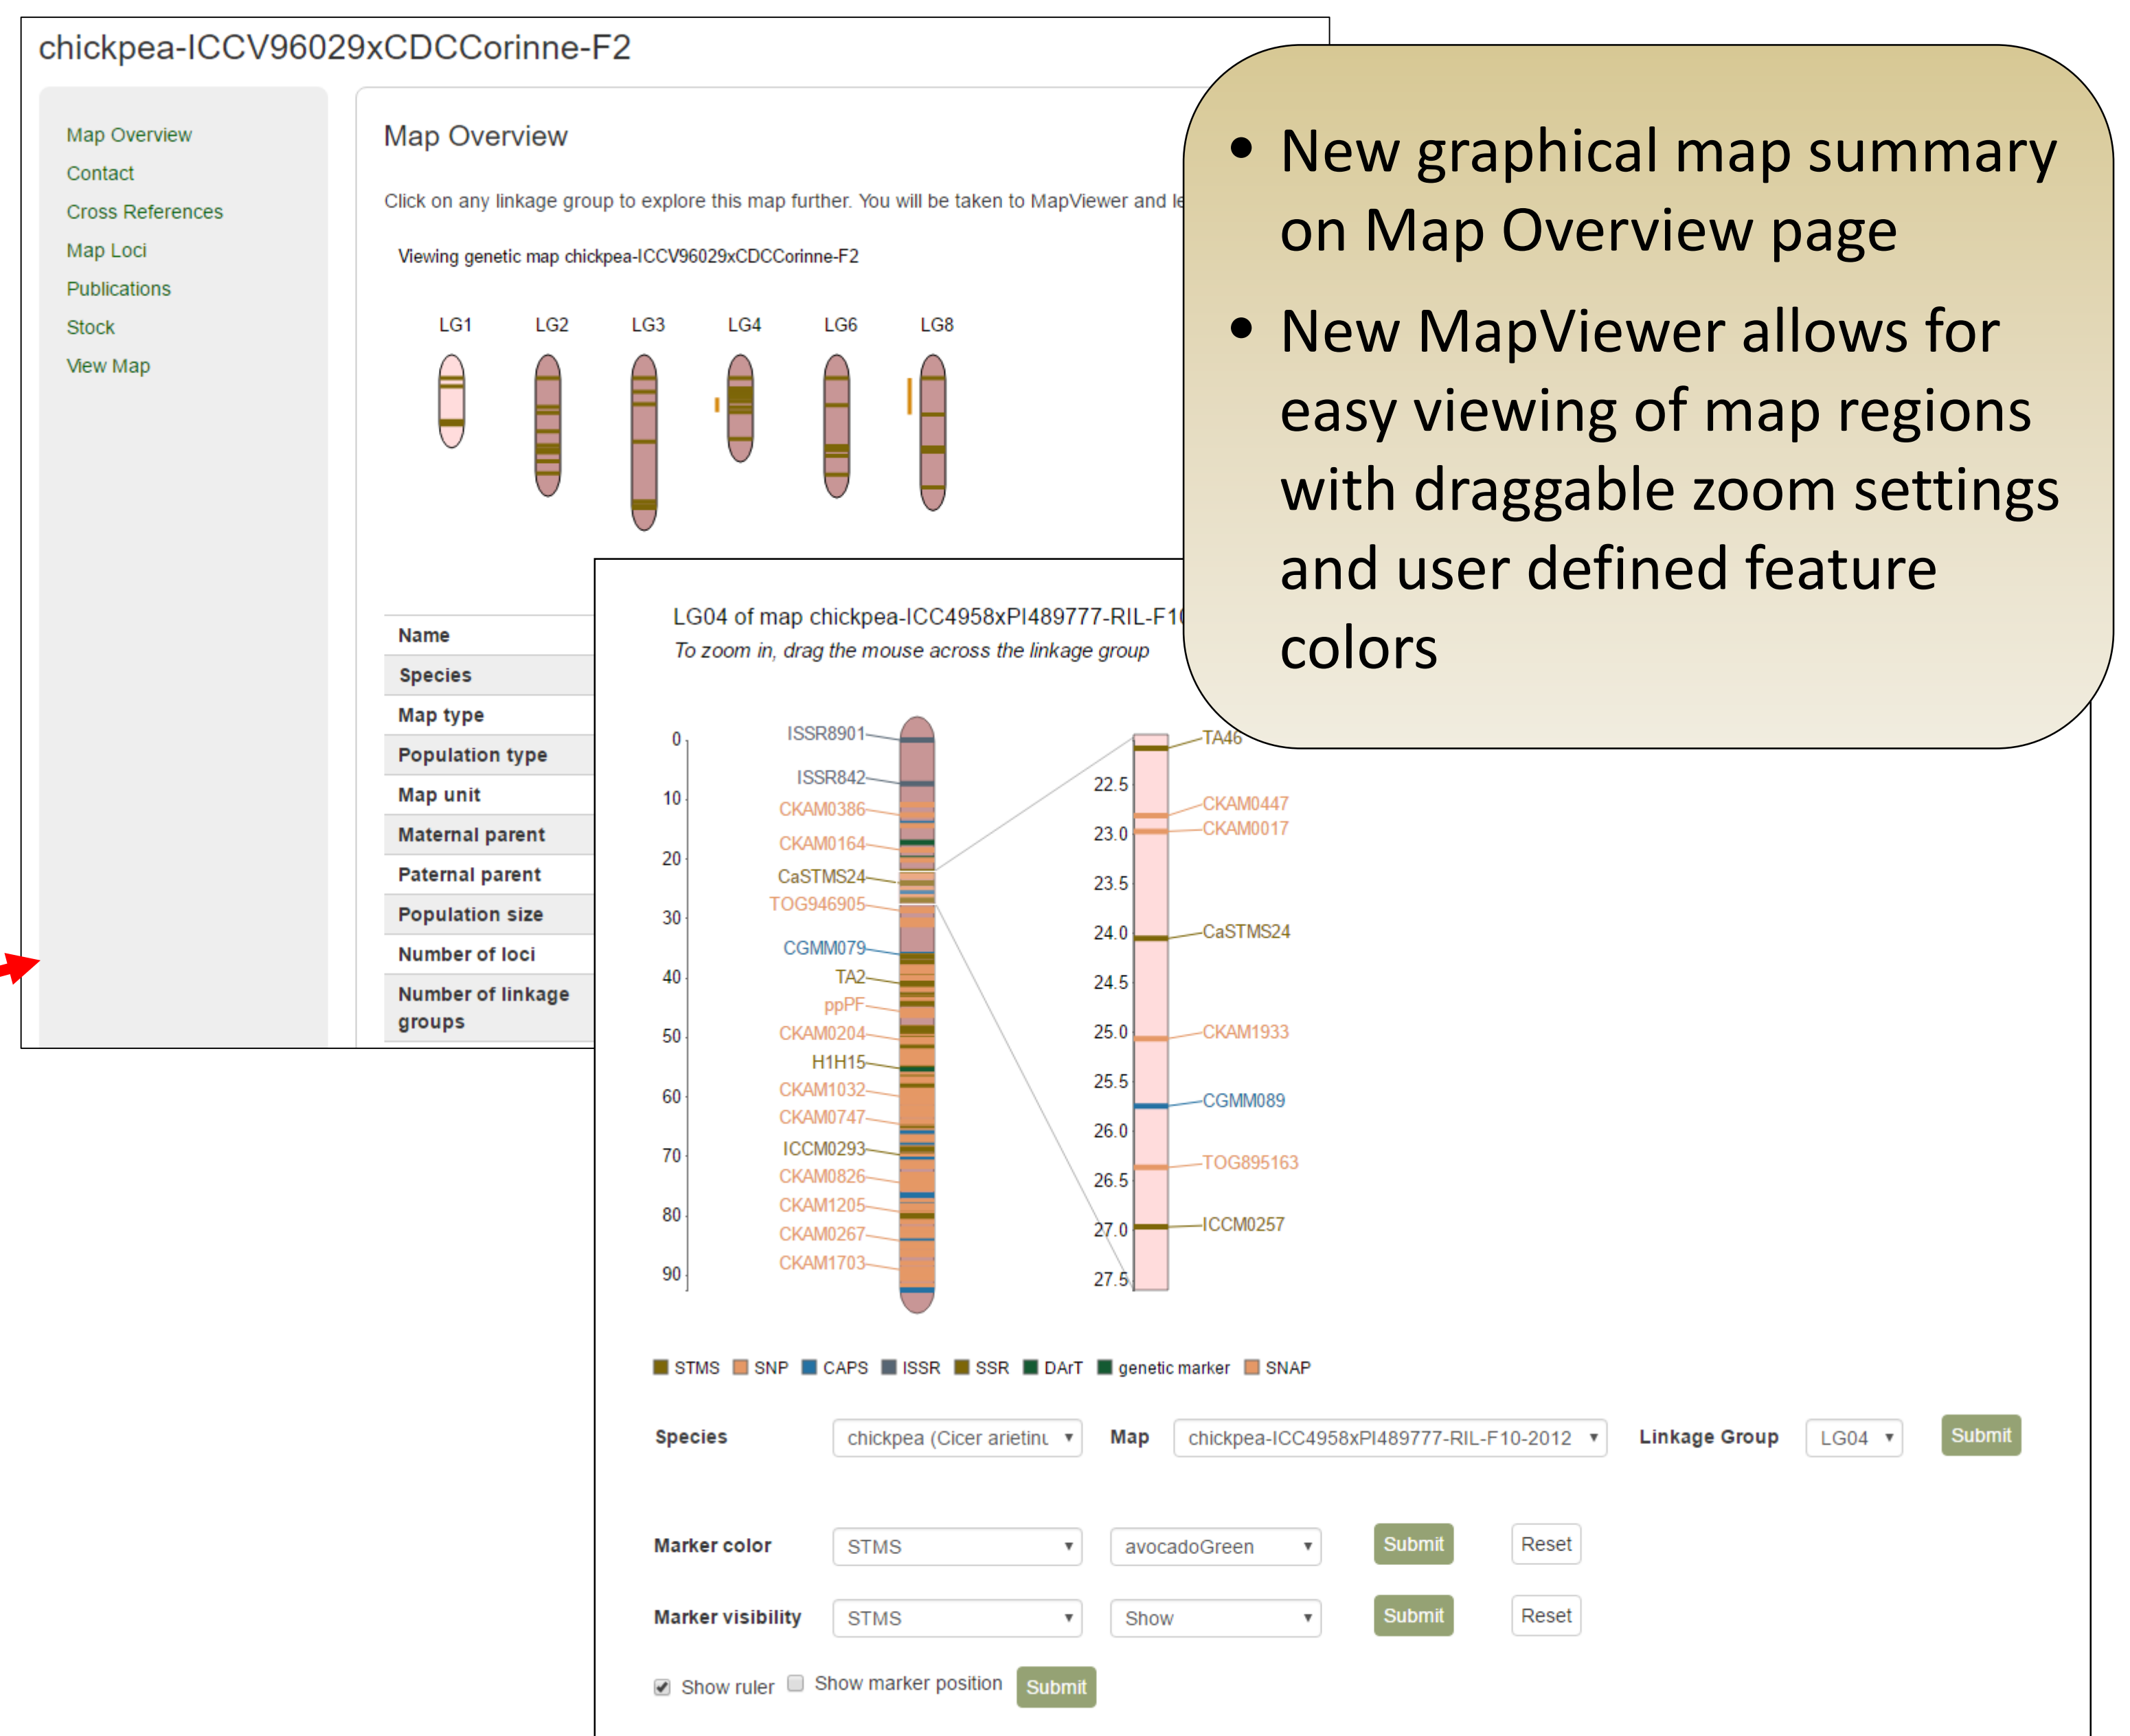 chickpea-ICCV96029xCDCCorinne-F2
Map Overview
Contact
Cross References
Map Loci
Publications
Stock
View Map
Map Overview
Click on any linkage group to explore this map further. You will be taken to MapViewer and
Viewing genetic map chickpea-ICCV96029xCDCCorinne-F2
LG1 LG2 LG3 LG4 LG6 LG8
Name
Species
Map type
Population type
Map unit
Maternal parent
Paternal parent
Population size
Number of loci
Number of linkage
groups
• New graphical map summary
on Map Overview page
• New MapViewer allows for
easy viewing of map regions
with draggable zoom settings
and user defined feature
colors
LG04 of map chickpea-ICC4958xPI489777-RIL-F10
To zoom in, drag the mouse across the linkage group
0
10
20
30
40
50
60
70
80
90
ISSR8901
ISSR842
CKAM0386
CKAM0164
CaSTMS24
TOG946905
CGMM079
TA2
ppPF
CKAM0204
H1H15
CKAM1032
CKAM0747
ICCM0293
CKAM0826
CKAM1205
CKAM0267
CKAM1703
22.5
23.0
23.5
24.0
24.5
25.0
25.5
26.0
26.5
27.0
27.5
TA46
CKAM0447
CKAM0017
CaSTMS24
CKAM1933
CGMM089
TOG895163
ICCM0257
STMS SNP CAPS ISSR SSR DArT genetic marker SNAP
Species chickpea (Cicer arietinu Map chickpea-ICC4958xPI489777-RIL-F10-2012 Linkage Group LG04 Submit
Marker color STMS avocadoGreen Submit Reset
Marker visibility STMS Show Submit Reset
Show ruler Show marker position Submit